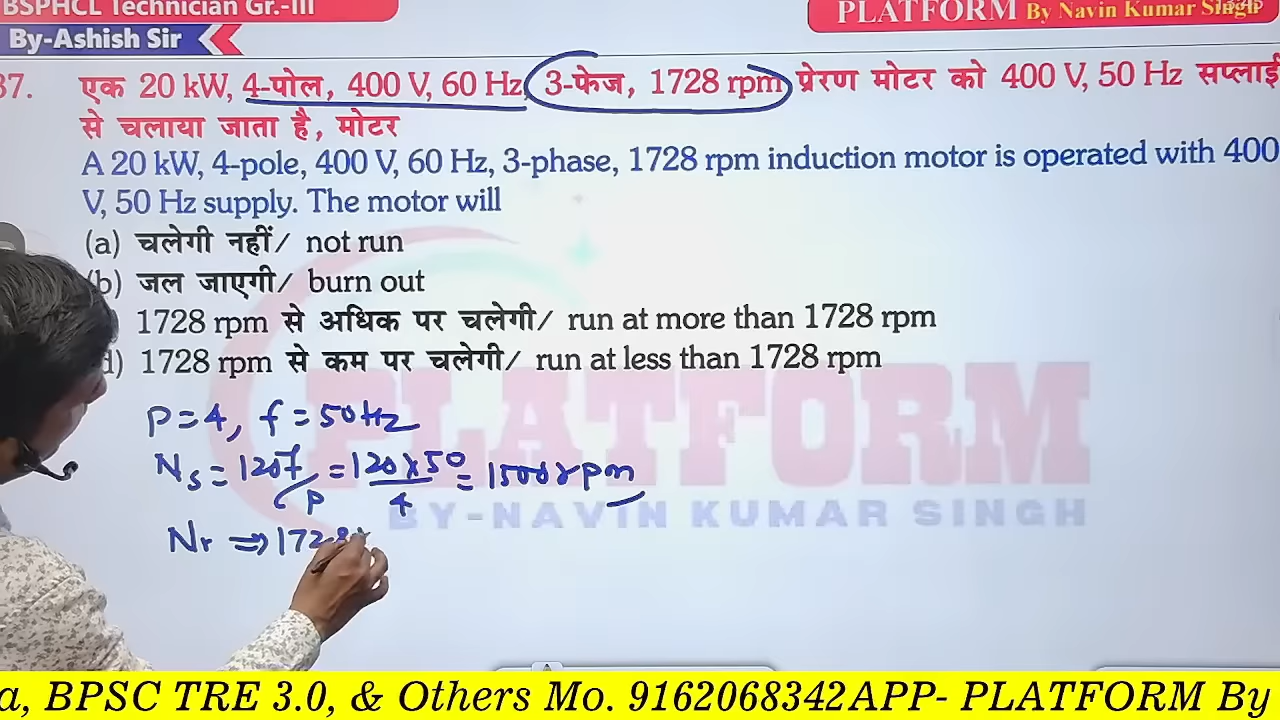 BSPHCL Technician Gr.-III
PLATFORM By Navin Kumar Singh
By-Ashish Sir
37. एक 20 kW, 4-पोल, 400 V, 60 Hz, 3-फेज, 1728 rpm प्रेरण मोटर को 400 V, 50 Hz सप्लाई
से चलाया जाता है, मोटर
A 20 kW, 4-pole, 400 V, 60 Hz, 3-phase, 1728 rpm induction motor is operated with 400
V, 50 Hz supply. The motor will
(a) चलेगी नहीं/ not run
(b) जल जाएगी/ burn out
1728 rpm से अधिक पर चलेगी/ run at more than 1728 rpm
(d) 1728 rpm से कम पर चलेगी/ run at less than 1728 rpm
P=4, f=50Hz
Ns = 120f/P = 120×50/4 = 1500rpm
Nr ⇒ 1728
PLATFORM
BY-NAVIN KUMAR SINGH
a, BPSC TRE 3.0, & Others Mo. 9162068342APP- PLATFORM By